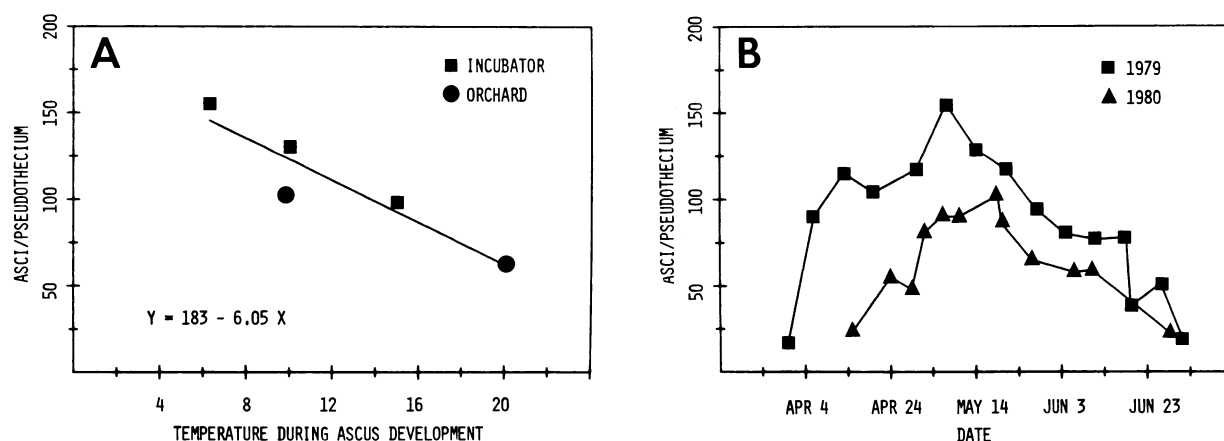 A
INCUBATOR
ORCHARD
200
150
100
50
ASCI/PSEUDOTHECIUM
Y = 183 - 6.05 X
4 8 12 16 20
TEMPERATURE DURING ASCUS DEVELOPMENT
B
1979
1980
200
150
100
50
ASCI/PSEUDOTHECIUM
APR 4 APR 24 MAY 14 JUN 3 JUN 23
DATE